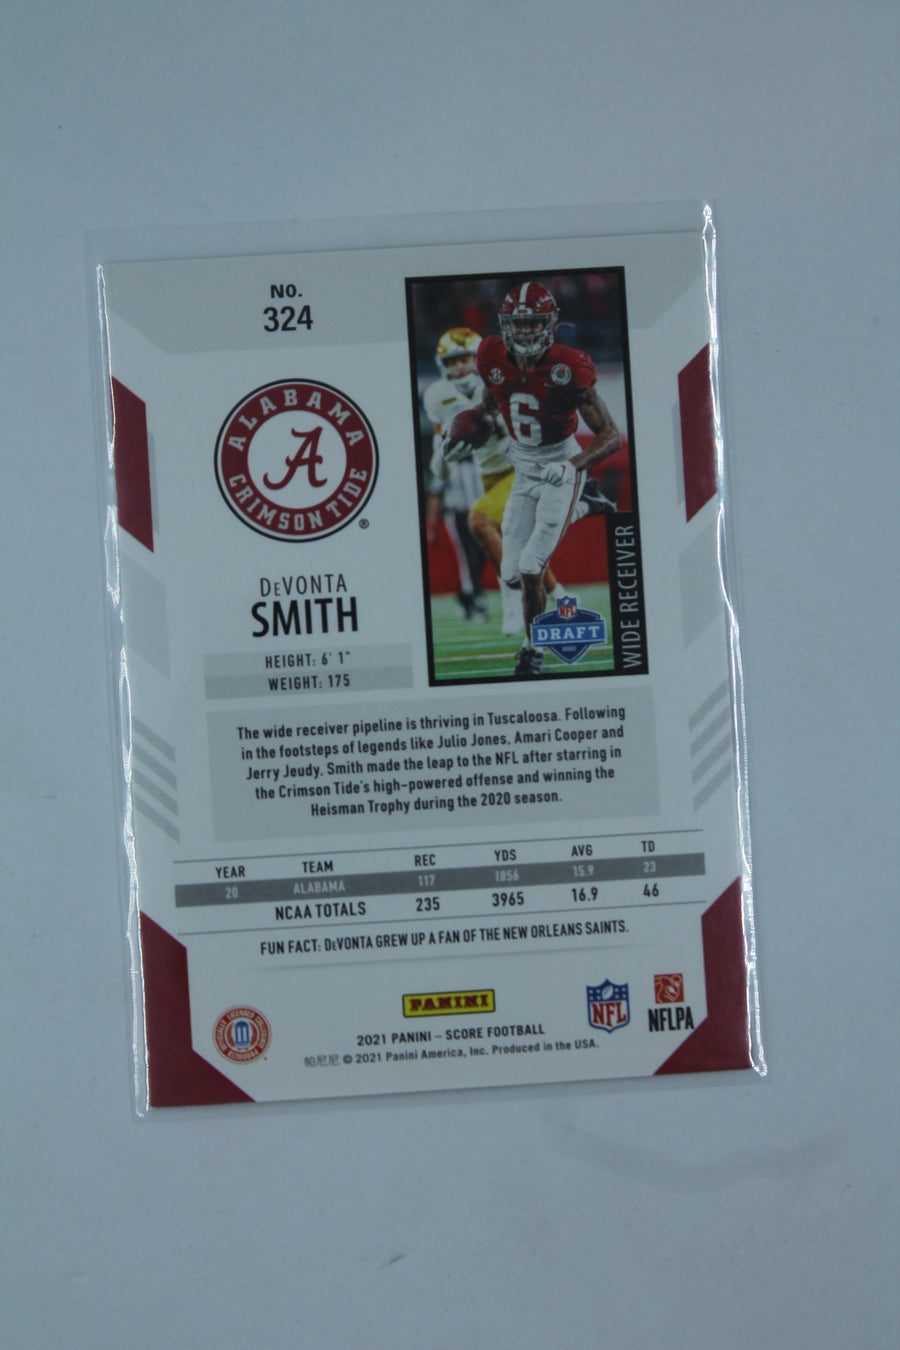 No.
324
ALABAMA
CRIMSON TIDE
A
®
6
NFL
DRAFT
2021
WIDE RECEIVER
DeVONTA
SMITH
HEIGHT: 6' 1"
WEIGHT: 175
The wide receiver pipeline is thriving in Tuscaloosa. Following
in the footsteps of legends like Julio Jones, Amari Cooper and
Jerry Jeudy, Smith made the leap to the NFL after starring in
the Crimson Tide's high-powered offense and winning the
Heisman Trophy during the 2020 season.
YEAR TEAM REC YDS AVG TD
20 ALABAMA 117 1856 15.9 23
NCAA TOTALS 235 3965 16.9 46
FUN FACT: DeVONTA GREW UP A FAN OF THE NEW ORLEANS SAINTS.
PANINI
NFL
NFLPA
2021 PANINI – SCORE FOOTBALL
帕尼尼 © 2021 Panini America, Inc. Produced in the USA.